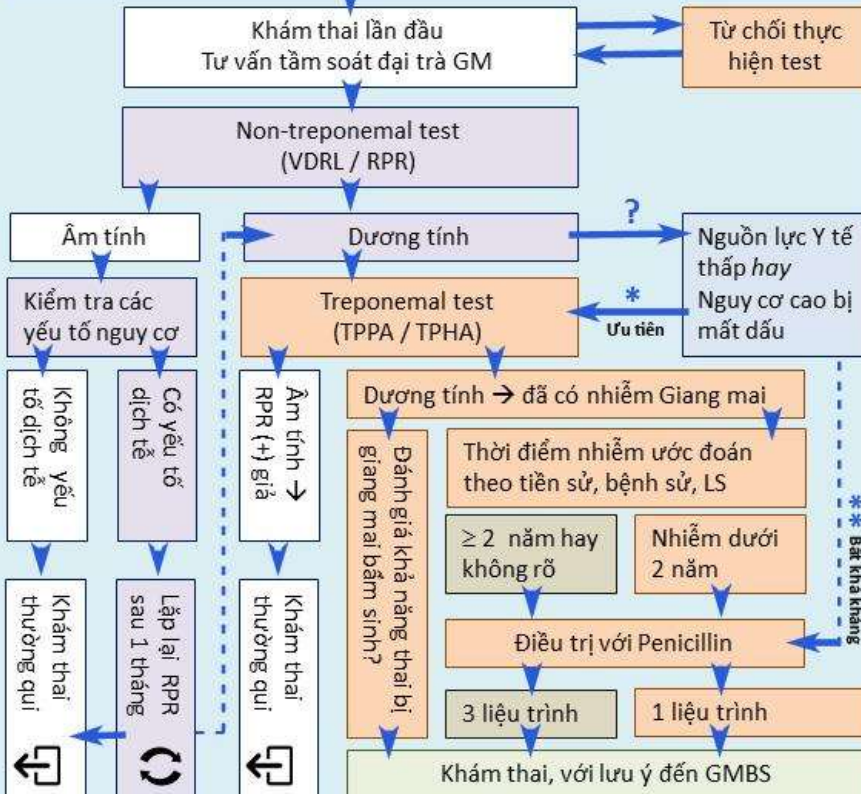 Khám thai lần đầu
Tư vấn tầm soát đại trà GM
Từ chối thực
hiện test
Non-treponemal test
(VDRL / RPR)
Âm tính
Dương tính
?
Nguồn lực Y tế
thấp hay
Nguy cơ cao bị
mất dấu
Kiểm tra các
yếu tố nguy cơ
Treponemal test
(TPPA / TPHA)
*
Ưu tiên
Không yếu
tố dịch tễ
Có yếu tố
dịch tễ
Âm tính →
RPR (+) giả
Dương tính → đã có nhiễm Giang mai
Đánh giá khả năng thai bị
giang mai bẩm sinh?
Thời điểm nhiễm ước đoán
theo tiền sử, bệnh sử, LS
≥ 2 năm hay
không rõ
Nhiễm dưới
2 năm
** Bất khả kháng
Khám thai
thường qui
Lặp lại RPR
sau 1 tháng
Khám thai
thường qui
Điều trị với Penicillin
3 liệu trình
1 liệu trình
Khám thai, với lưu ý đến GMBS